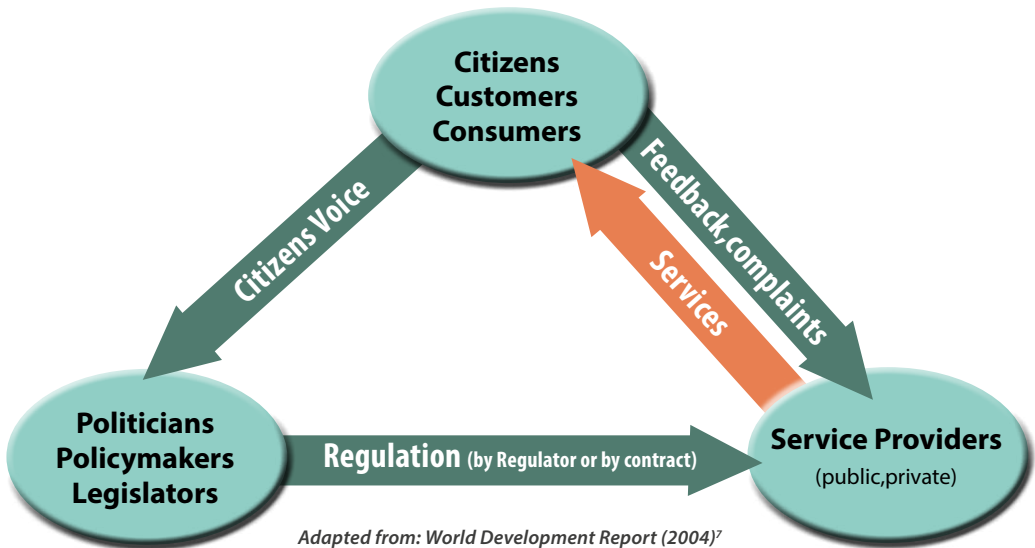 Citizens
Customers
Consumers
Citizens Voice
Feedback,complaints
Services
Politicians
Policymakers
Legislators
Regulation (by Regulator or by contract)
Service Providers
(public,private)
Adapted from: World Development Report (2004)⁷